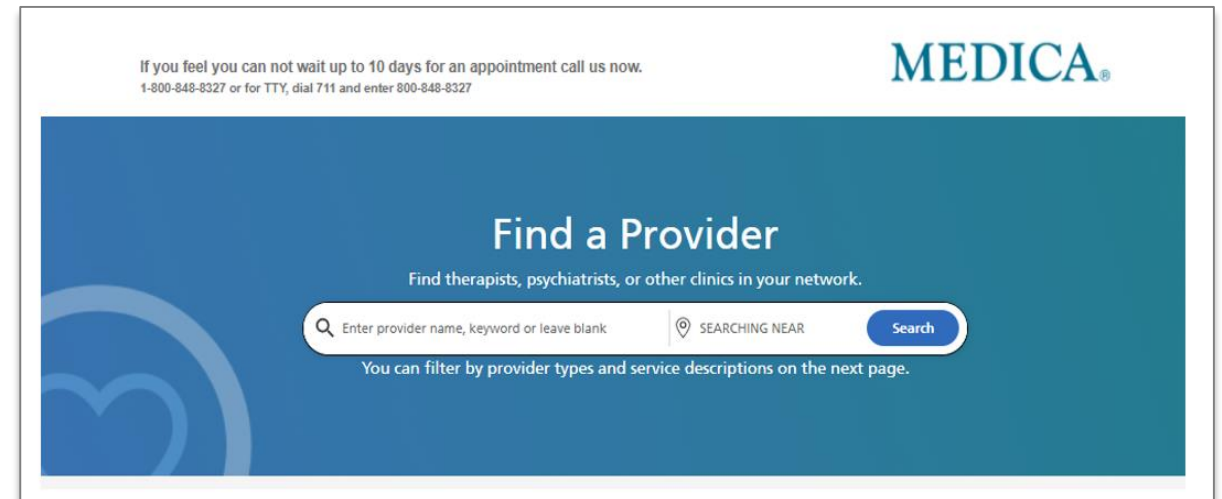 If you feel you can not wait up to 10 days for an appointment call us now.
1-800-848-8327 or for TTY, dial 711 and enter 800-848-8327
MEDICA®
Find a Provider
Find therapists, psychiatrists, or other clinics in your network.
Enter provider name, keyword or leave blank
SEARCHING NEAR
Search
You can filter by provider types and service descriptions on the next page.